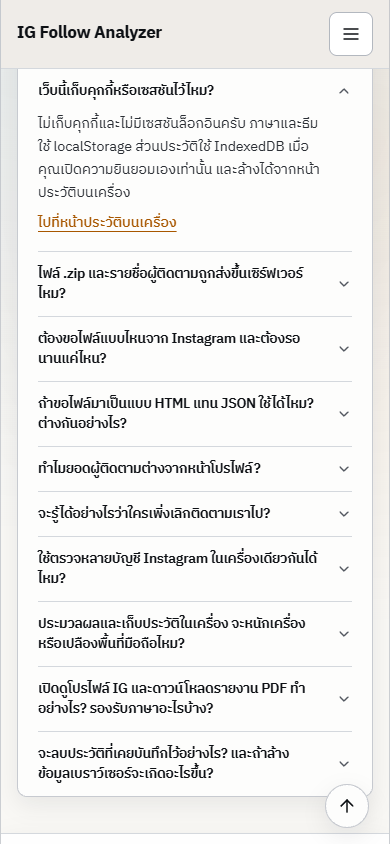 IG Follow Analyzer
เว็บนี้เก็บคุกกี้หรือเซสชันไว้ไหม?
ไม่เก็บคุกกี้และไม่มีเซสชันล็อกอินครับ ภาษาและธีม
ใช้ localStorage ส่วนประวัติใช้ IndexedDB เมื่อ
คุณเปิดความยินยอมเองเท่านั้น และล้างได้จากหน้า
ประวัติบนเครื่อง
ไปที่หน้าประวัติบนเครื่อง
ไฟล์ .zip และรายชื่อผู้ติดตามถูกส่งขึ้นเซิร์ฟเวอร์
ไหม?
ต้องขอไฟล์แบบไหนจาก Instagram และต้องรอ
นานแค่ไหน?
ถ้าขอไฟล์มาเป็นแบบ HTML แทน JSON ใช้ได้ไหม?
ต่างกันอย่างไร?
ทำไมยอดผู้ติดตามต่างจากหน้าโปรไฟล์?
จะรู้ได้อย่างไรว่าใครเพิ่งเลิกติดตามเราไป?
ใช้ตรวจหลายบัญชี Instagram ในเครื่องเดียวกันได้
ไหม?
ประมวลผลและเก็บประวัติในเครื่อง จะหนักเครื่อง
หรือเปลืองพื้นที่มือถือไหม?
เปิดดูโปรไฟล์ IG และดาวน์โหลดรายงาน PDF ทำ
อย่างไร? รองรับภาษาอะไรบ้าง?
จะลบประวัติที่เคยบันทึกไว้อย่างไร? และถ้าล้าง
ข้อมูลเบราว์เซอร์จะเกิดอะไรขึ้น?